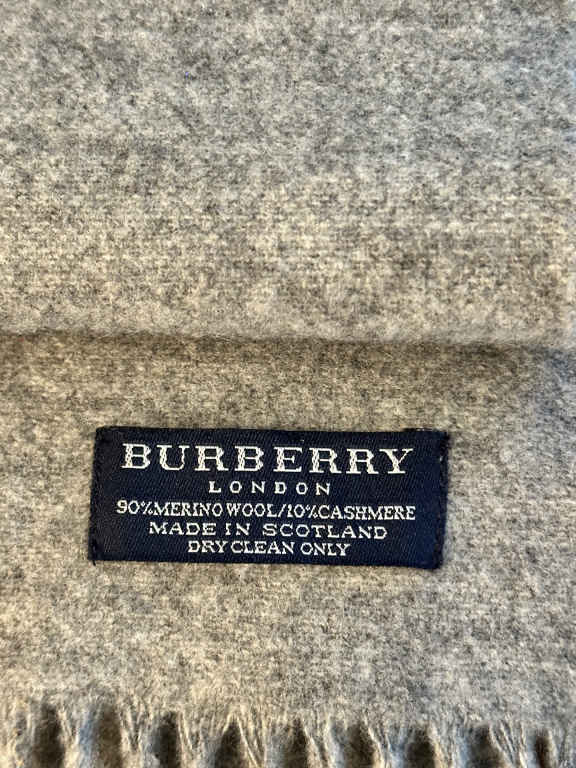 BURBERRY
LONDON
90%MERINO WOOL/10%CASHMERE
MADE IN SCOTLAND
DRY CLEAN ONLY